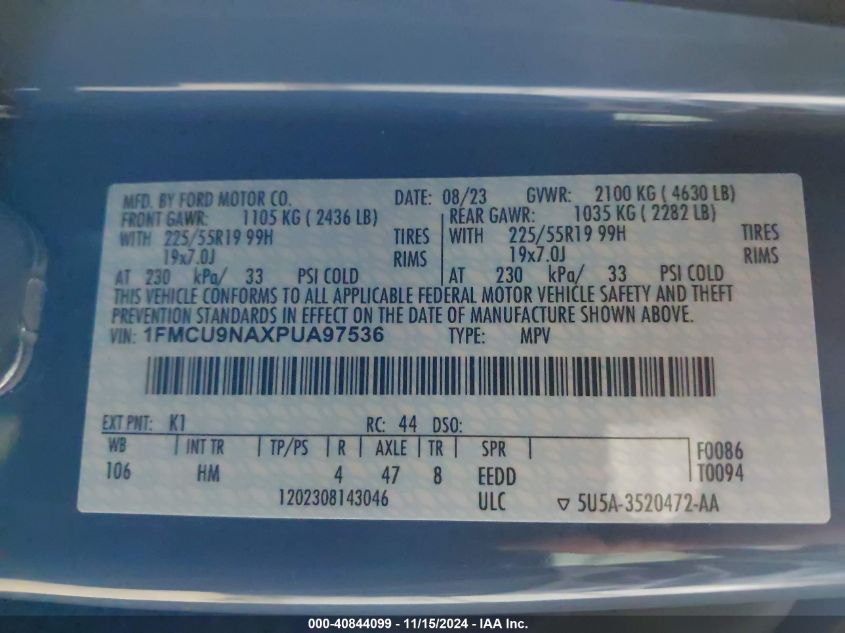 MFD. BY FORD MOTOR CO. DATE: 08/23 GVWR: 2100 KG ( 4630 LB)
FRONT GAWR: 1105 KG ( 2436 LB) REAR GAWR: 1035 KG ( 2282 LB)
WITH 225/55R19 99H TIRES WITH 225/55R19 99H TIRES
19x7.0J RIMS 19x7.0J RIMS
AT 230 kPa/ 33 PSI COLD AT 230 kPa/ 33 PSI COLD
THIS VEHICLE CONFORMS TO ALL APPLICABLE FEDERAL MOTOR VEHICLE SAFETY AND THEFT
PREVENTION STANDARDS IN EFFECT ON THE DATE OF MANUFACTURE SHOWN ABOVE.
VIN: 1FMCU9NAXPUA97536 TYPE: MPV
EXT PNT: K1 RC: 44 DSO:
WB INT TR TP/PS R AXLE TR SPR F0086
106 HM 4 47 8 EEDD T0094
1202308143046 ULC ▽ 5U5A-3520472-AA
000-40844099 - 11/15/2024 - IAA Inc.